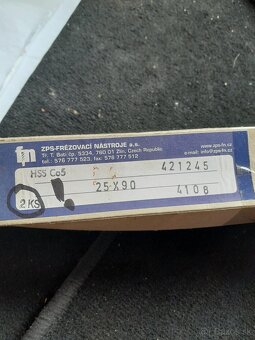 fn
ZPS-FRÉZOVACÍ NÁSTROJE a.s.
Tř. T. Bati čp. 5334, 760 01 Zlín, Czech Republic
tel.: 576 777 523, fax: 576 777 512
www.zps-fn.cz
e-mail: info@zps-fn.cz
HSS Co5 421245
25×90 4108
2 KS !